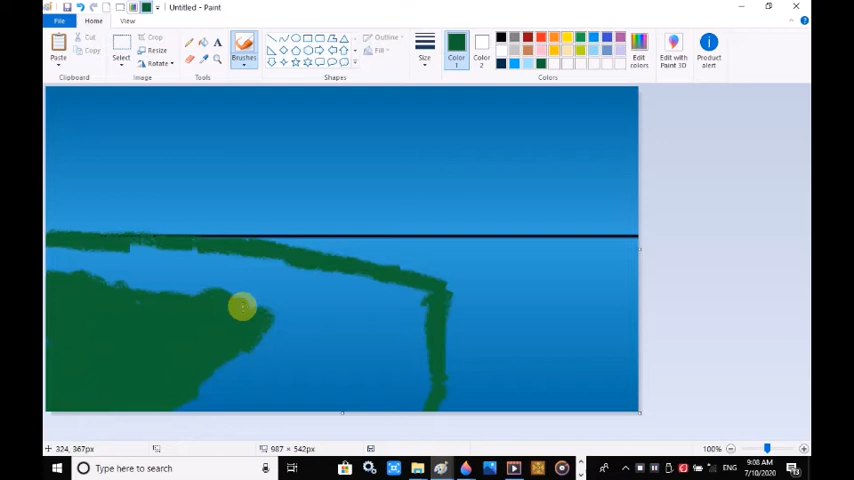 Untitled - Paint
File
Home
View
Paste
Cut
Copy
Clipboard
Select
Crop
Resize
Rotate
Image
A
Tools
Brushes
Outline
Fill
Shapes
Size
Color 1
Color 2
Edit colors
Colors
Edit with Paint 3D
Product alert
324, 367px
987 × 542px
100%
Type here to search
ENG
9:08 AM
7/10/2020